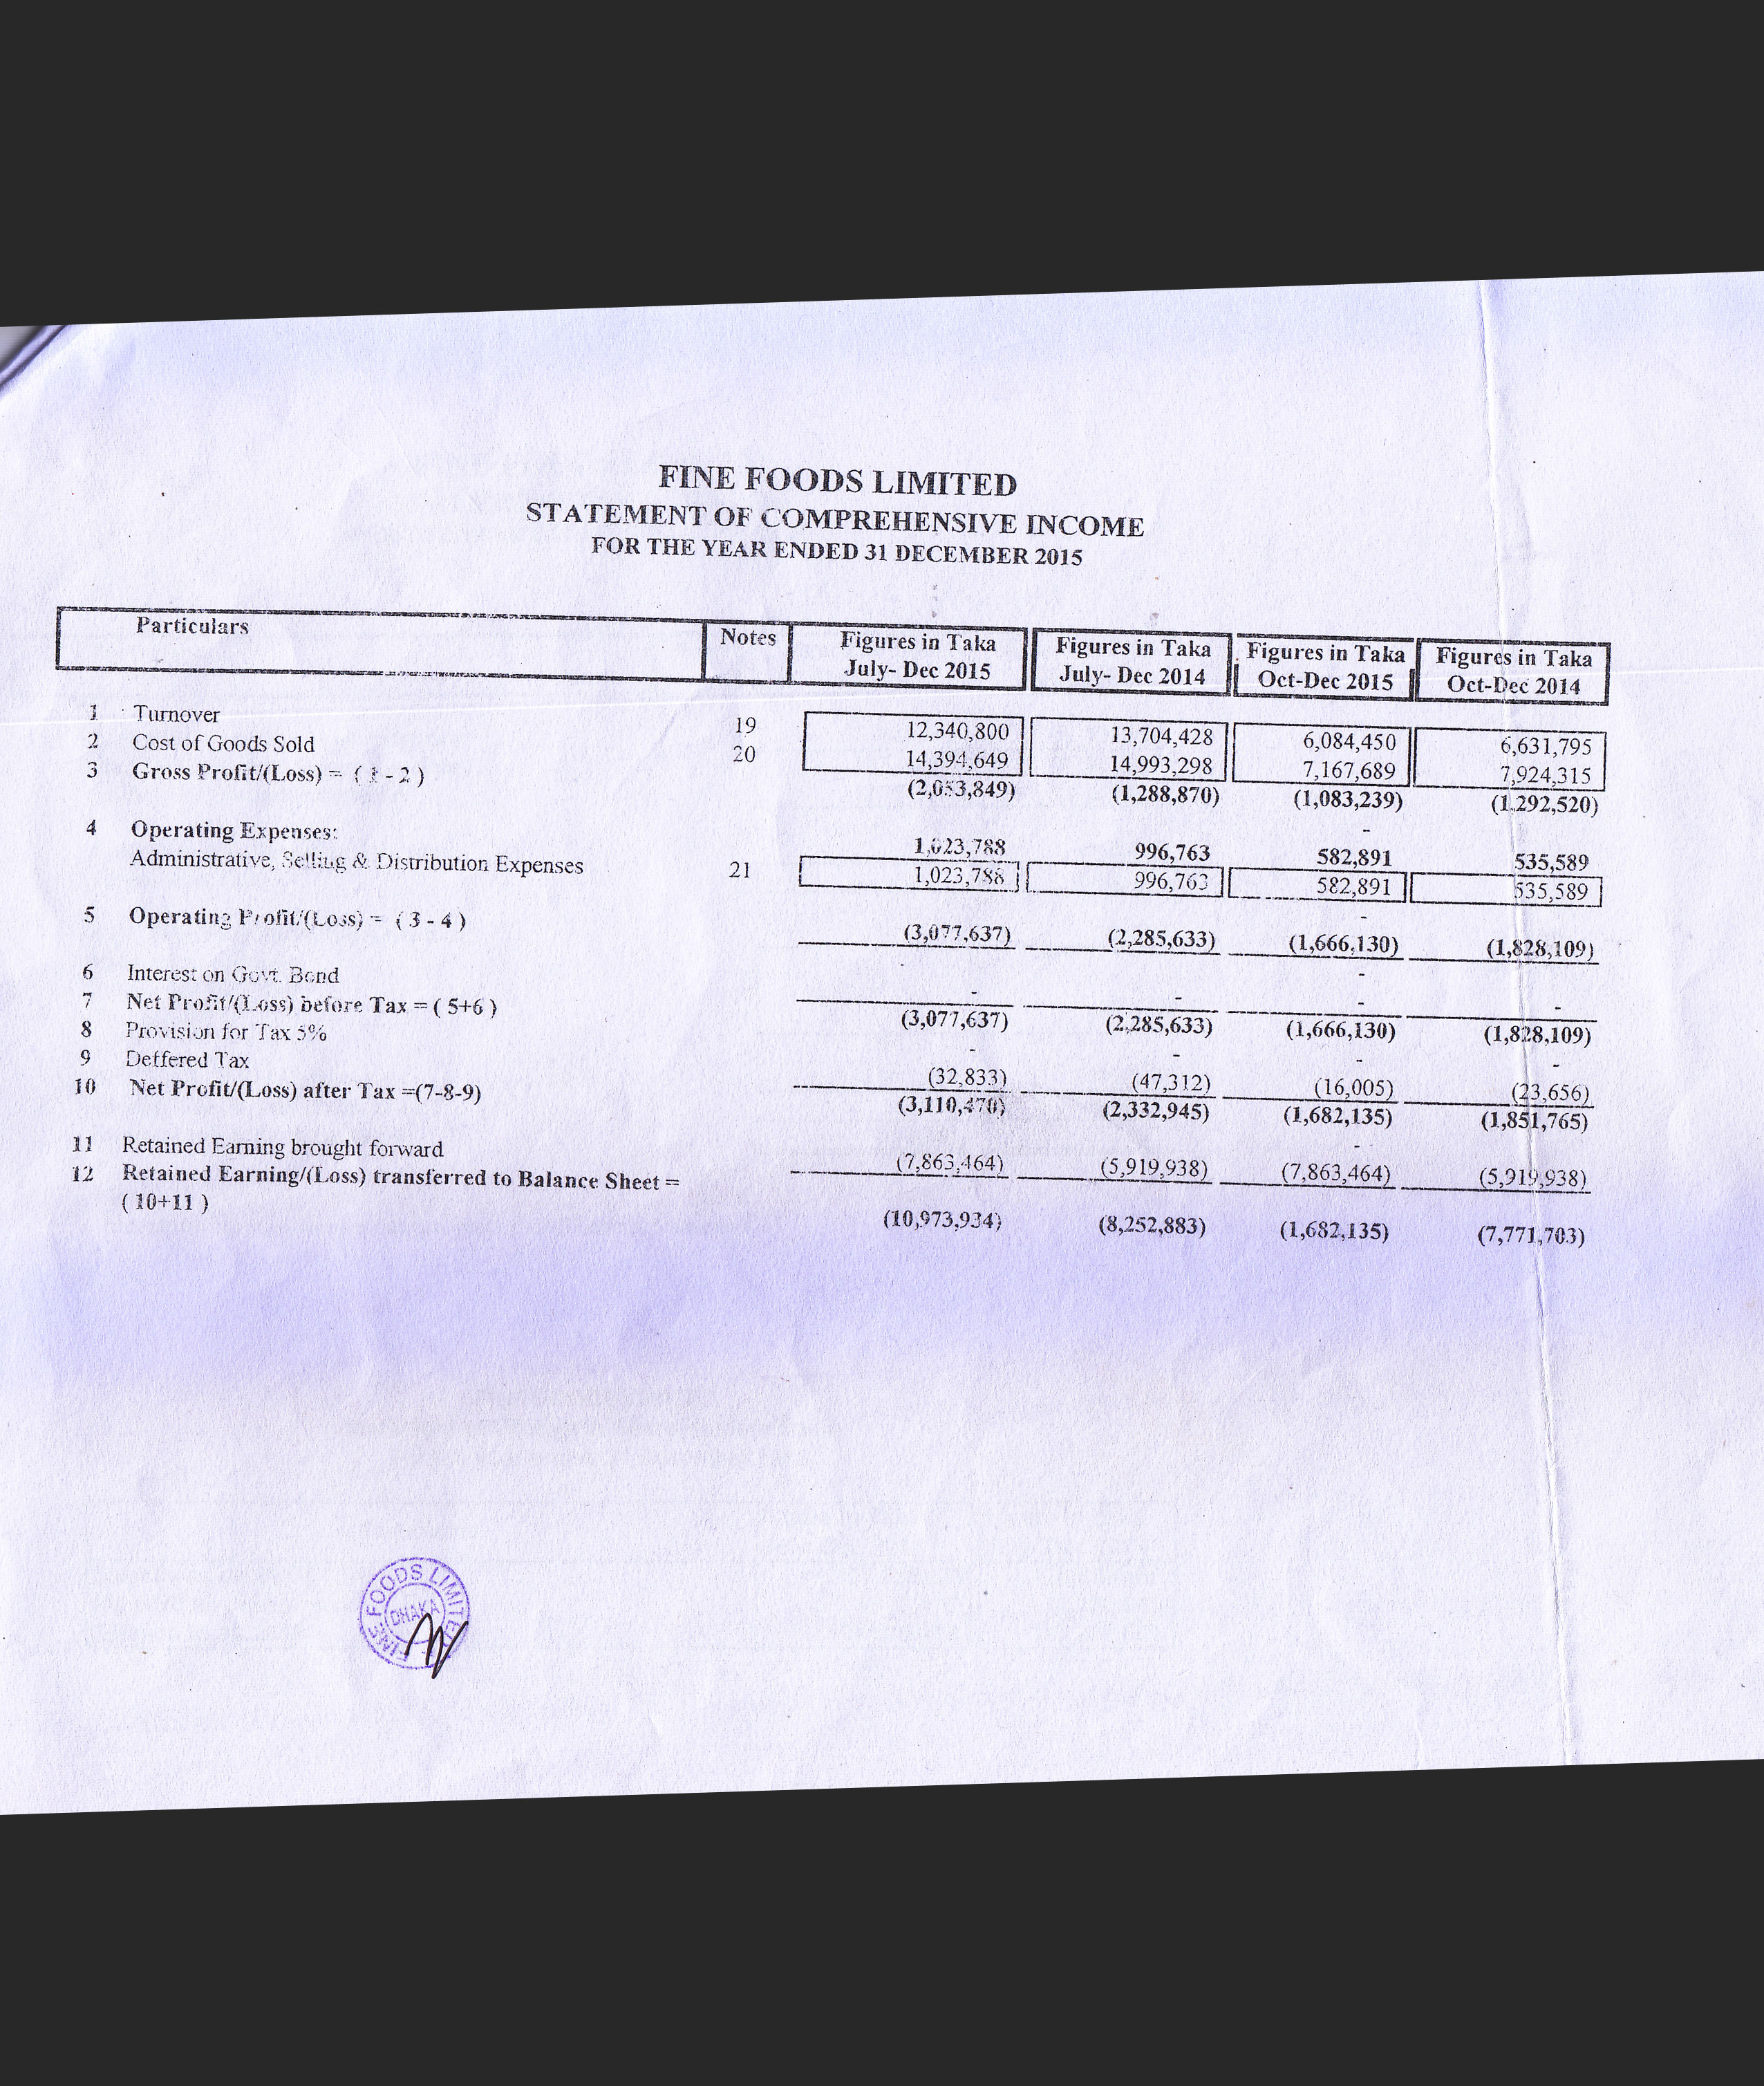 FINE FOODS LIMITED
STATEMENT OF COMPREHENSIVE INCOME
FOR THE YEAR ENDED 31 DECEMBER 2015
Particulars Notes Figures in Taka July- Dec 2015 Figures in Taka July- Dec 2014 Figures in Taka Oct-Dec 2015 Figures in Taka Oct-Dec 2014
1 Turnover 19 12,340,800 13,704,428 6,084,450 6,631,795
2 Cost of Goods Sold 20 14,394,649 14,993,298 7,167,689 7,924,315
3 Gross Profit/(Loss) = ( 1 - 2 ) (2,053,849) (1,288,870) (1,083,239) (1,292,520)
-
4 Operating Expenses: 1,023,788 996,763 582,891 535,589
Administrative, Selling & Distribution Expenses 21 1,023,788 996,763 582,891 535,589
-
5 Operating Profit/(Loss) = ( 3 - 4 ) (3,077,637) (2,285,633) (1,666,130) (1,828,109)
- -
6 Interest on Govt. Bond - - - -
7 Net Profit/(Loss) before Tax = ( 5+6 ) (3,077,637) (2,285,633) (1,666,130) (1,828,109)
8 Provision for Tax 5% - - - -
9 Deffered Tax (32,833) (47,312) (16,005) (23,656)
10 Net Profit/(Loss) after Tax =(7-8-9) (3,110,470) (2,332,945) (1,682,135) (1,851,765)
-
11 Retained Earning brought forward (7,863,464) (5,919,938) (7,863,464) (5,919,938)
12 Retained Earning/(Loss) transferred to Balance Sheet =
( 10+11 ) (10,973,934) (8,252,883) (1,682,135) (7,771,703)
FINE FOODS LIMITED
DHAKA